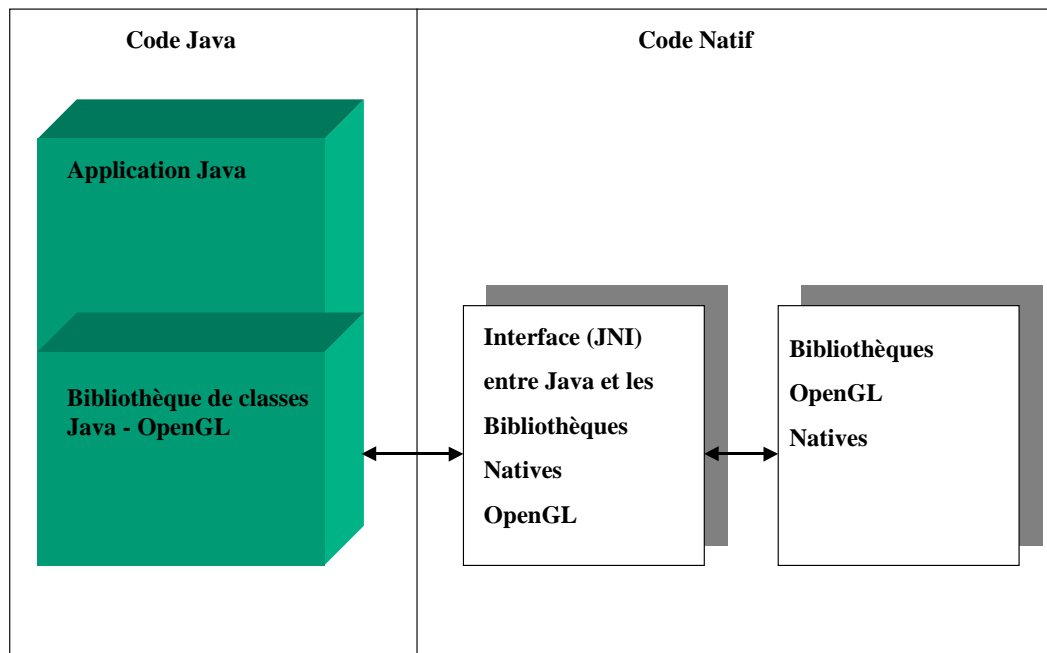 Code Java
Code Natif
Application Java
Bibliothèque de classes
Java - OpenGL
Interface (JNI)
entre Java et les
Bibliothèques
Natives
OpenGL
Bibliothèques
OpenGL
Natives